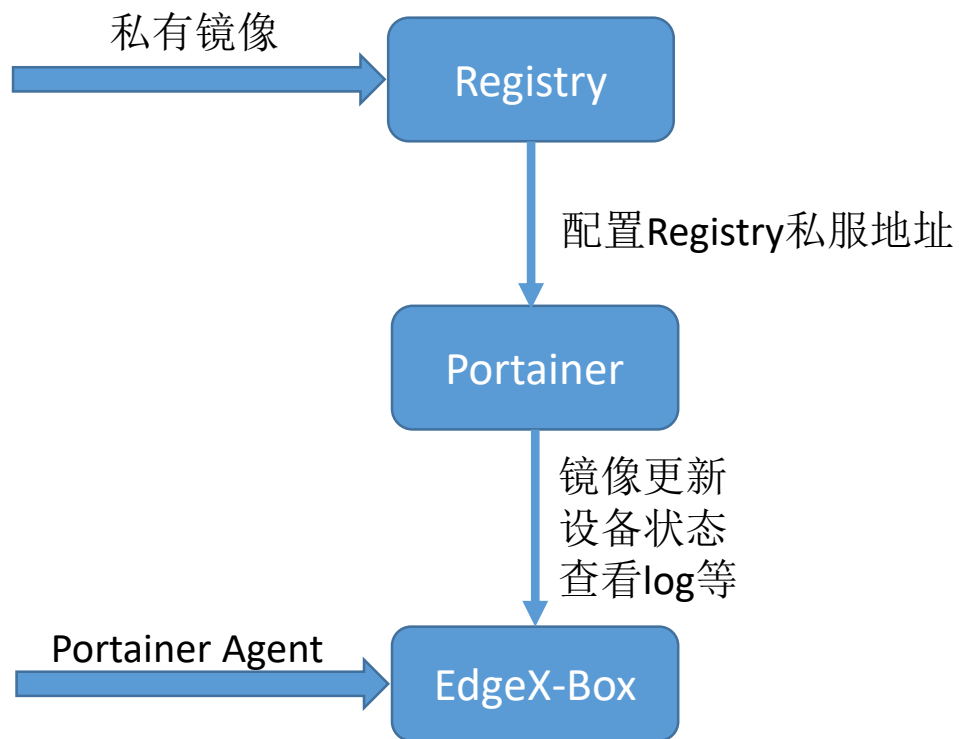 私有镜像
Registry
配置Registry私服地址
Portainer
镜像更新
设备状态
查看log等
Portainer Agent
EdgeX-Box